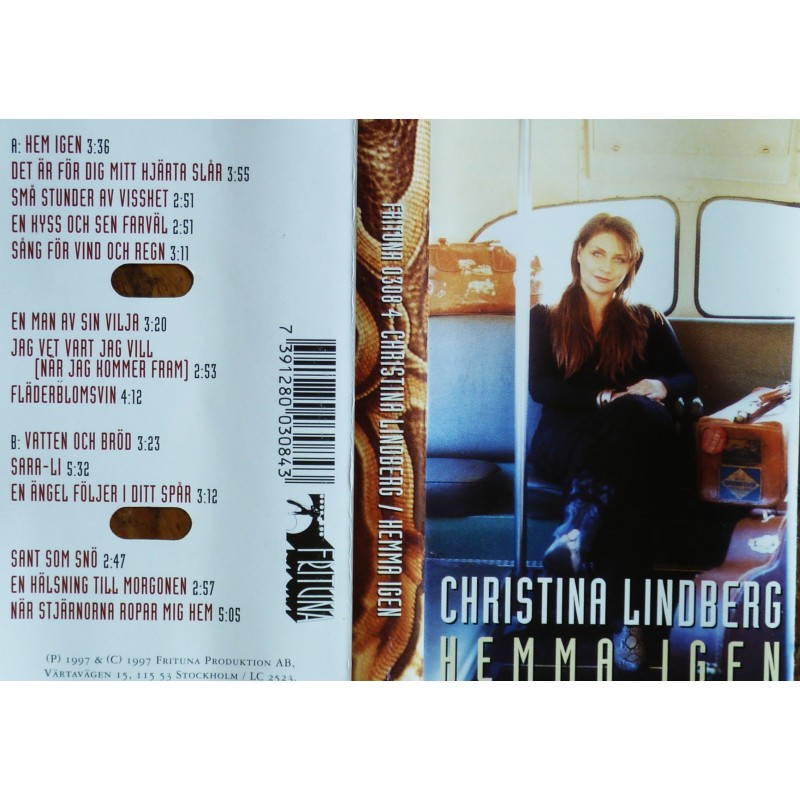 A: HEM IGEN 3:36
DET ÄR FÖR DIG MITT HJÄRTA SLÅR 3:55
SMÅ STUNDER AV VISSHET 2:51
EN KYSS OCH SEN FARVÄL 2:51
SÅNG FÖR VIND OCH REGN 3:11
EN MAN AV SIN VILJA 3:20
JAG VET VART JAG VILL
(NÄR JAG KOMMER FRAM) 2:53
FLÄDERBLOMSVIN 4:12
B: VATTEN OCH BRÖD 3:23
SARA-LI 5:32
EN ÄNGEL FÖLJER I DITT SPÅR 3:12
SANT SOM SNÖ 2:47
EN HÄLSNING TILL MORGONEN 2:57
NÄR STJÄRNORNA ROPAR MIG HEM 5:05
(P) 1997 & (C) 1997 FRITUNA PRODUKTION AB,
VÄRTAVÄGEN 15, 115 53 STOCKHOLM / LC 2523.
7 391280 030843
FRITUNA
FRITUNA 0308 4 CHRISTINA LINDBERG / HEMMA IGEN
CHRISTINA LINDBERG
HEMMA IGEN